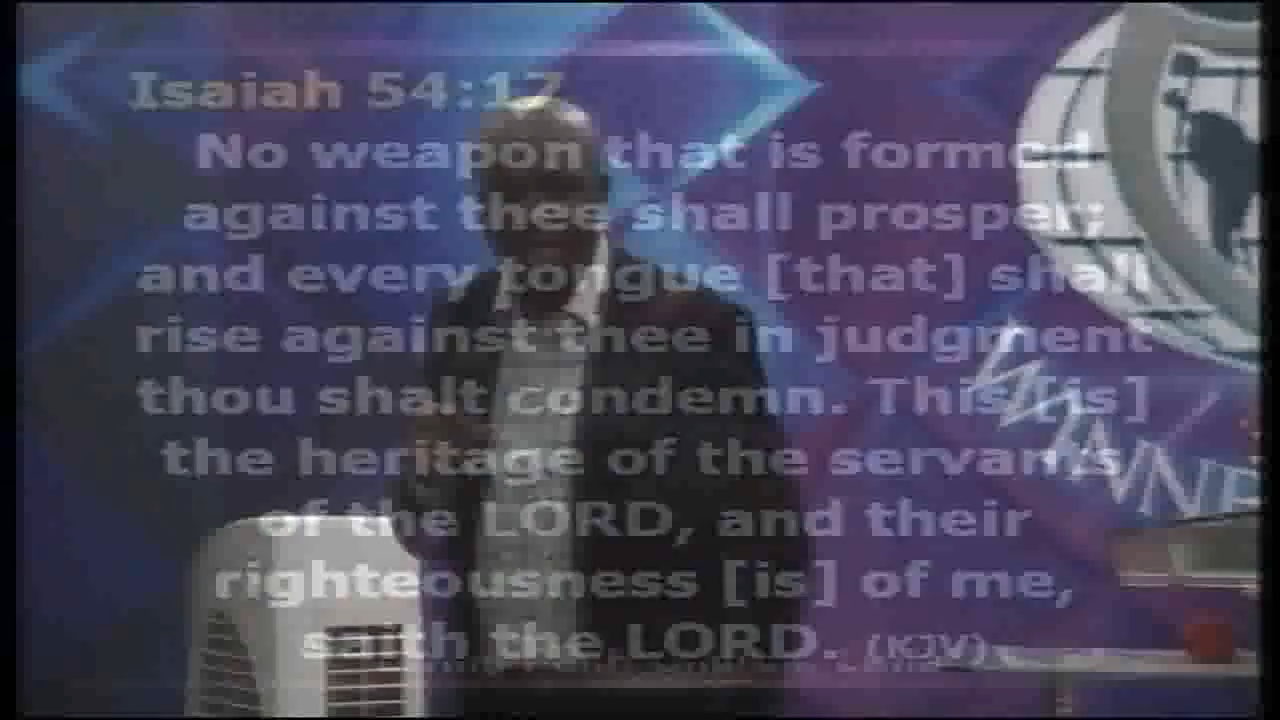 Isaiah 54:17
No weapon that is formed
against thee shall prosper;
and every tongue [that] shall
rise against thee in judgment
thou shalt condemn. This [is]
the heritage of the servants
of the LORD, and their
righteousness [is] of me,
saith the LORD. (KJV)